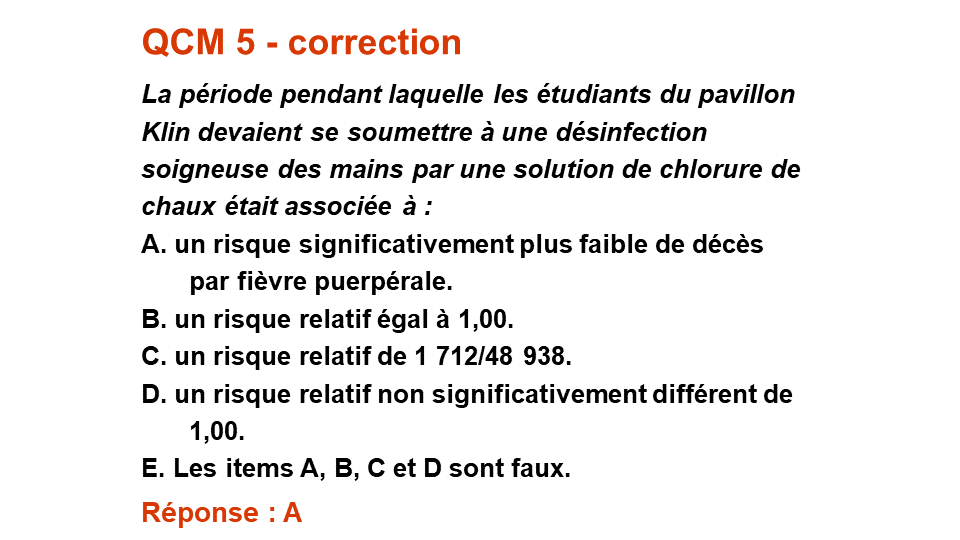 QCM 5 - correction
La période pendant laquelle les étudiants du pavillon
Klin devaient se soumettre à une désinfection
soigneuse des mains par une solution de chlorure de
chaux était associée à :
A. un risque significativement plus faible de décès
par fièvre puerpérale.
B. un risque relatif égal à 1,00.
C. un risque relatif de 1 712/48 938.
D. un risque relatif non significativement différent de
1,00.
E. Les items A, B, C et D sont faux.
Réponse : A